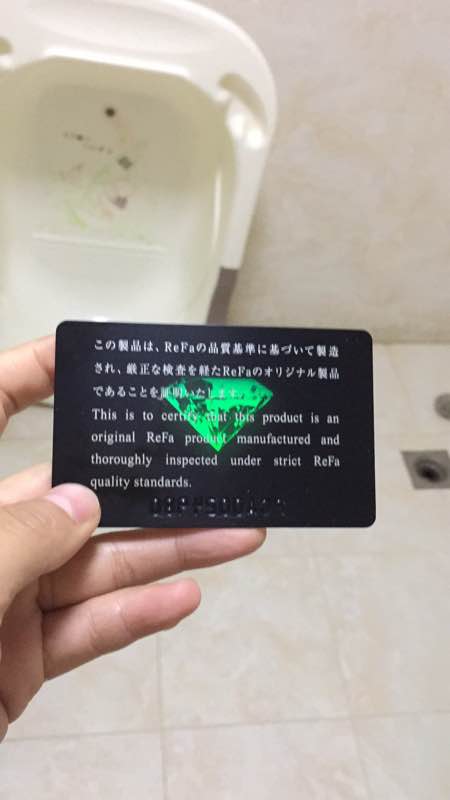 この製品は、ReFaの品質基準に基づいて製造
され、厳正な検査を経たReFaのオリジナル製品
であることを証明いたします。
This is to certify that this product is an
original ReFa product manufactured and
thoroughly inspected under strict ReFa
quality standards.